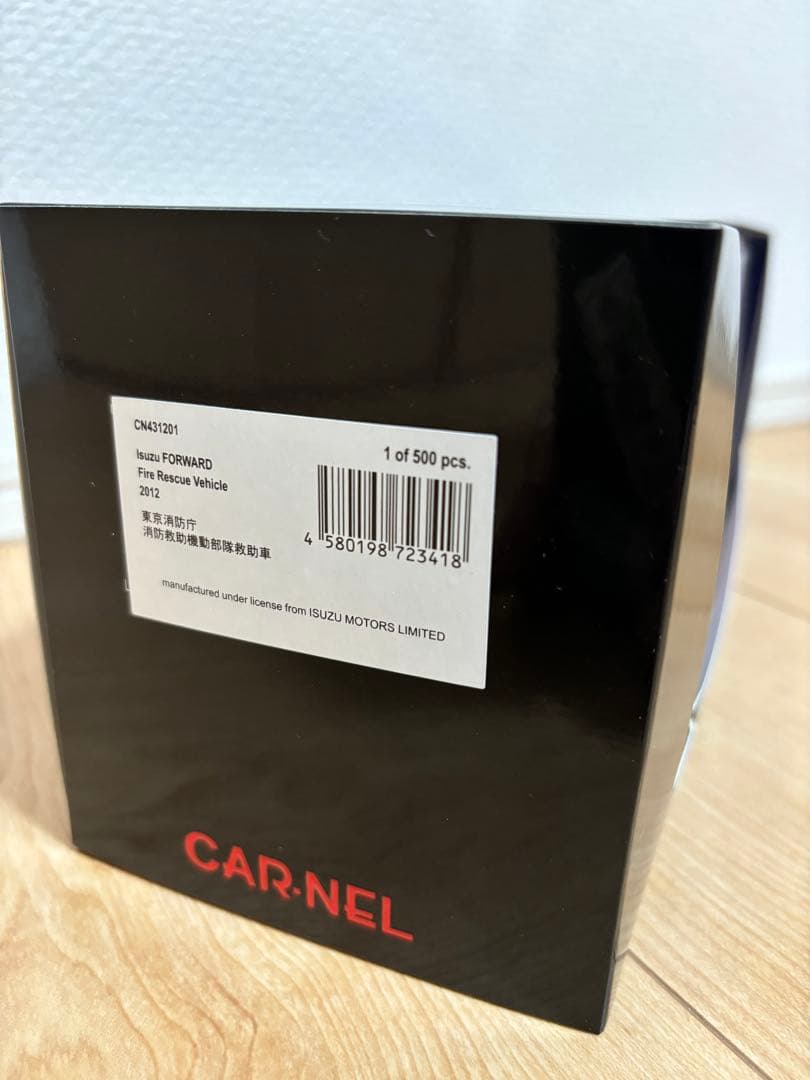 CN431201
1 of 500 pcs.
Isuzu FORWARD
Fire Rescue Vehicle
2012
東京消防庁
消防救助機動部隊救助車
4 580198 723418
manufactured under license from ISUZU MOTORS LIMITED
CAR·NEL